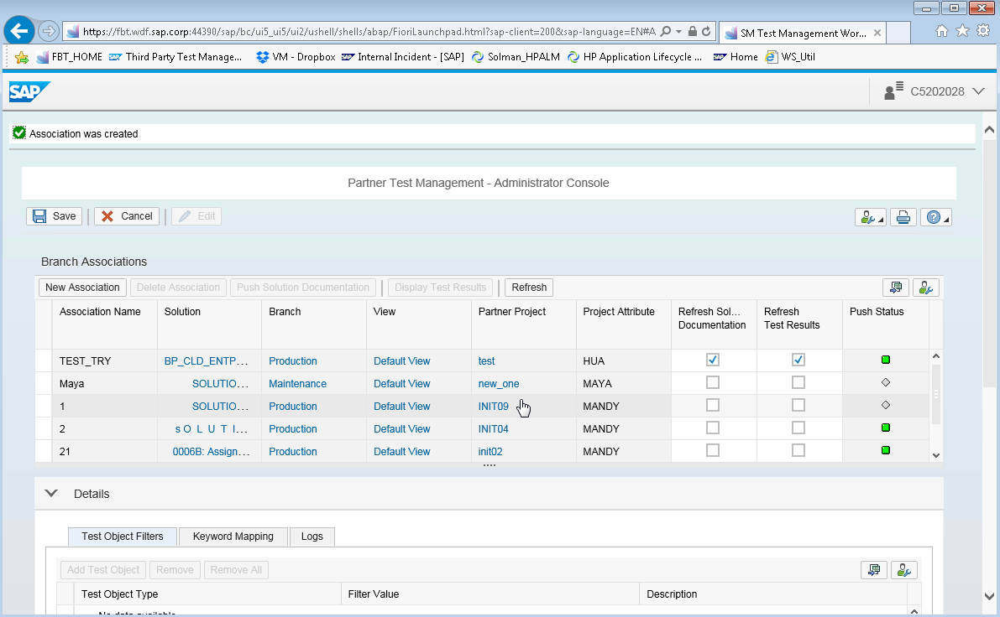 https://fbt.wdf.sap.corp:44390/sap/bc/ui5_ui5/ui2/ushell/shells/abap/FioriLaunchpad.html?sap-client=200&sap-language=EN#A
SM Test Management Wor...
FBT_HOME Third Party Test Manage... VM - Dropbox Internal Incident - [SAP] Solman_HPALM HP Application Lifecycle ... Home WS_Util
SAP C5202028
Association was created
Partner Test Management - Administrator Console
Save Cancel Edit
Branch Associations
New Association Delete Association Push Solution Documentation Display Test Results Refresh
Association Name Solution Branch View Partner Project Project Attribute Refresh Sol... Refresh Push Status
Documentation Test Results
TEST_TRY BP_CLD_ENTP... Production Default View test HUA
Maya SOLUTIO... Maintenance Default View new_one MAYA
1 SOLUTIO... Production Default View INIT09 MANDY
2 s O L U T I... Production Default View INIT04 MANDY
21 0006B: Assign... Production Default View init02 MANDY
Details
Test Object Filters Keyword Mapping Logs
Add Test Object Remove Remove All
Test Object Type Filter Value Description
No data available